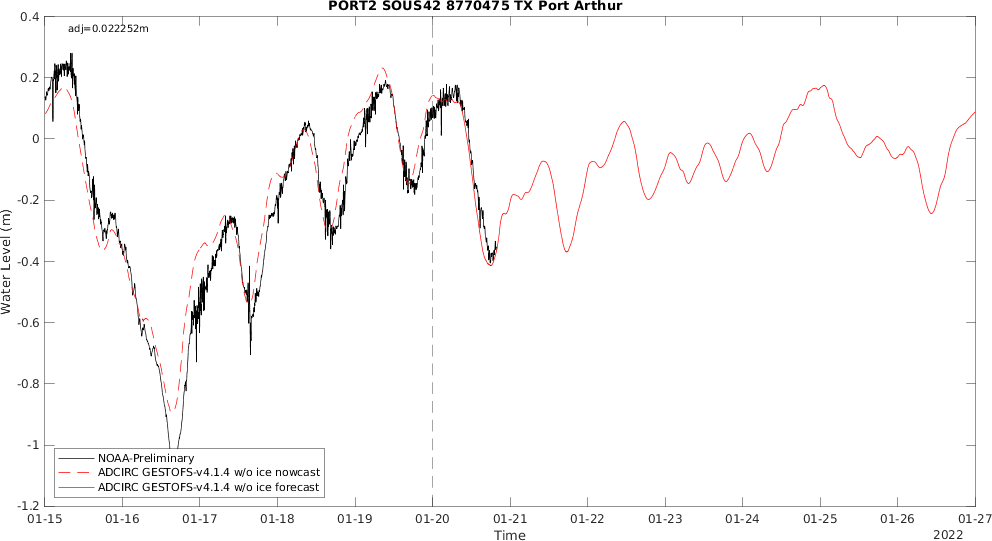 PORT2 SOUS42 8770475 TX Port Arthur
adj=0.022252m
0.4
0.2
0
-0.2
-0.4
-0.6
-0.8
-1
-1.2
Water Level (m)
NOAA-Preliminary
ADCIRC GESTOFS-v4.1.4 w/o ice nowcast
ADCIRC GESTOFS-v4.1.4 w/o ice forecast
01-15 01-16 01-17 01-18 01-19 01-20 01-21 01-22 01-23 01-24 01-25 01-26 01-27
Time
2022